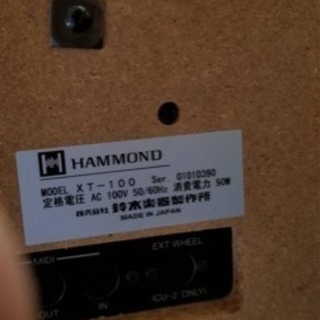 HAMMOND
MODEL XT-100 Ser. 01010390
定格電圧 AC 100V 50/60Hz 消費電力 50W
株式会社 鈴木楽器製作所
MADE IN JAPAN
MIDI
EXT WHEEL
OUT
IN
(CU-2 ONLY)